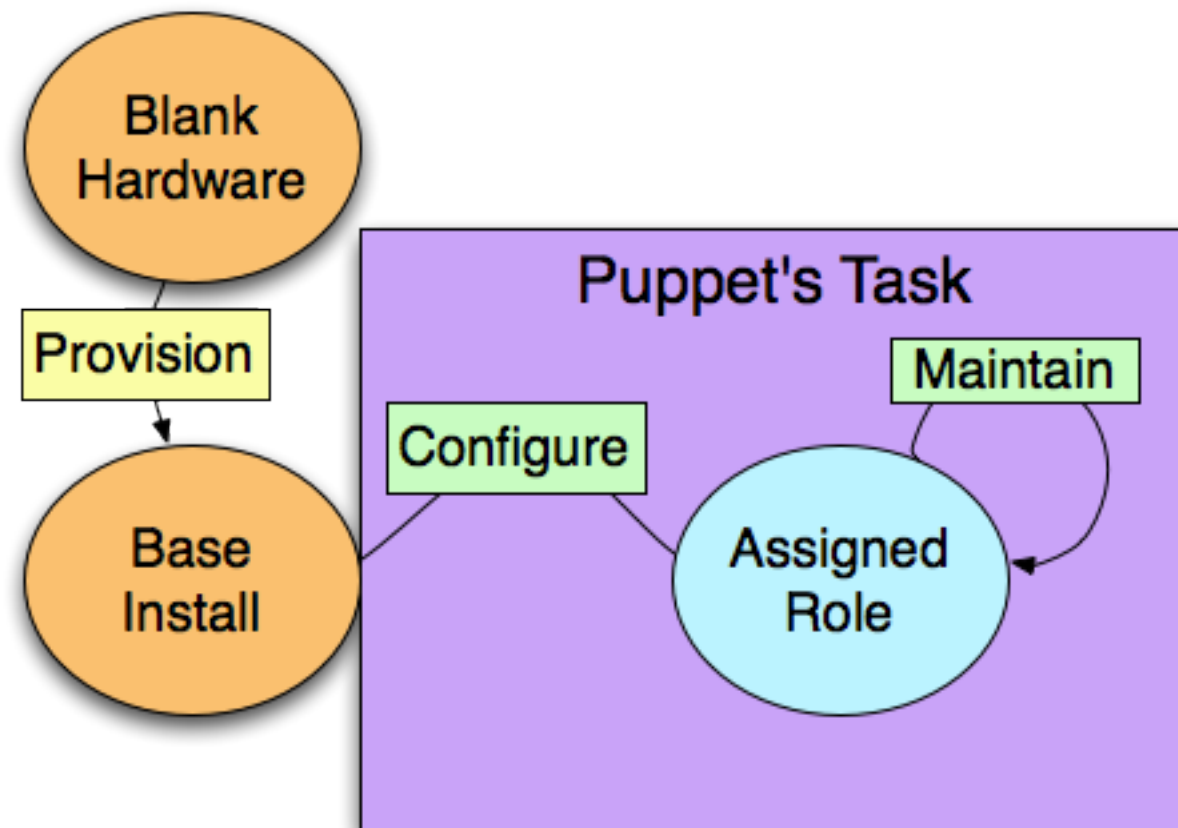 Blank
Hardware
Provision
Base
Install
Puppet's Task
Configure
Maintain
Assigned
Role